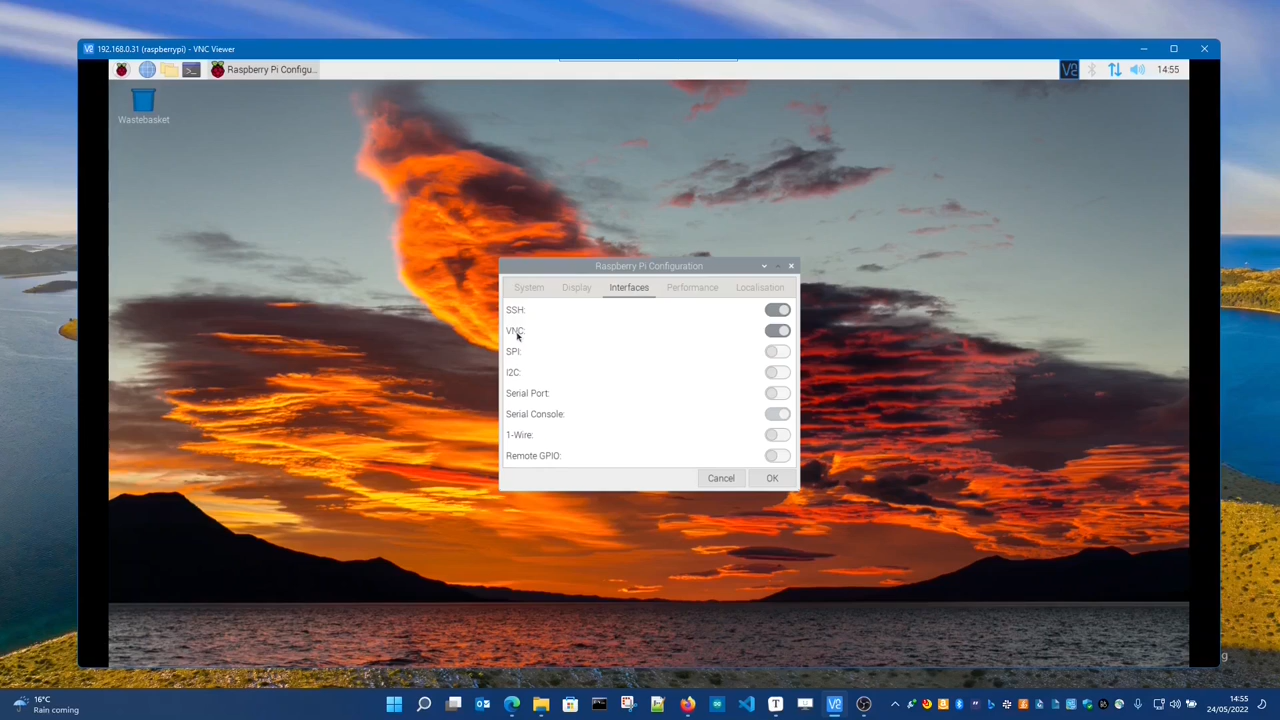 192.168.0.31 (raspberrypi) - VNC Viewer
Raspberry Pi Configu...
14:55
Wastebasket
Raspberry Pi Configuration
System Display Interfaces Performance Localisation
SSH:
VNC:
SPI:
I2C:
Serial Port:
Serial Console:
1-Wire:
Remote GPIO:
Cancel OK
g
16°C
Rain coming
14:55
24/05/2022